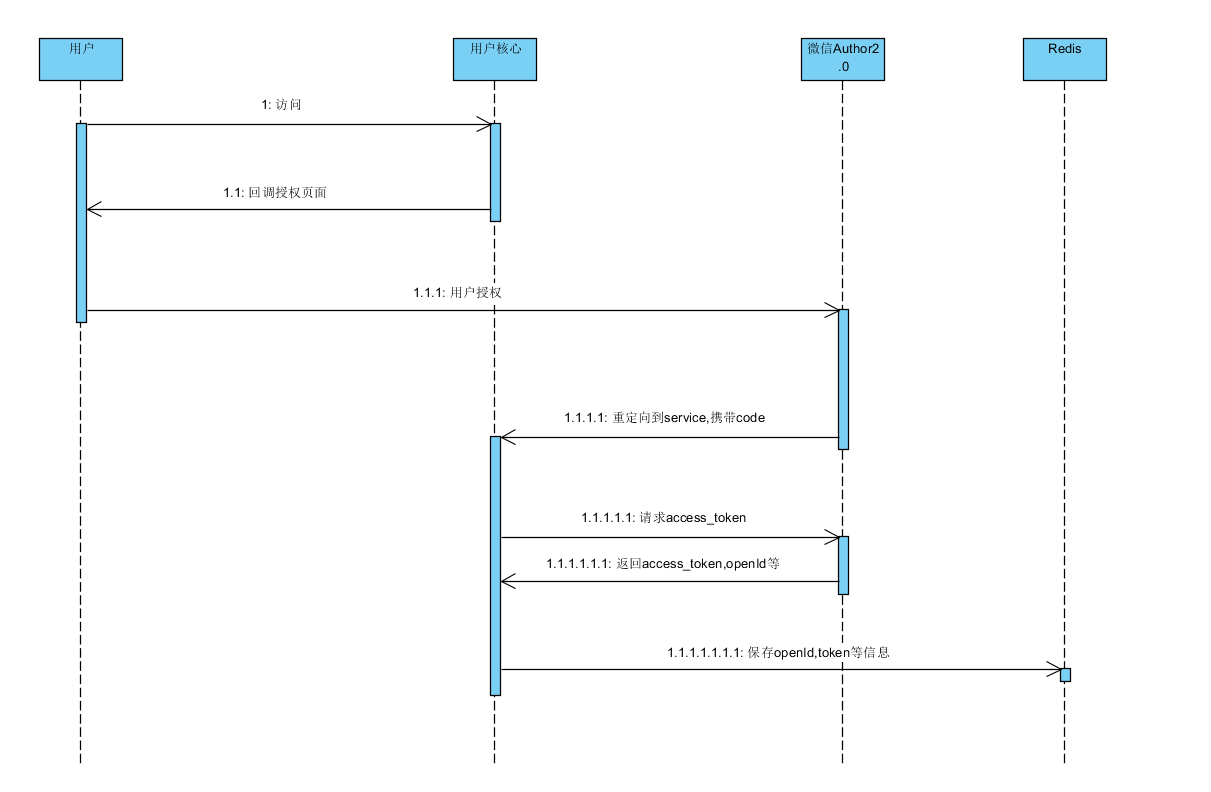 用户
用户核心
微信Author2
.0
Redis
1: 访问
1.1: 回调授权页面
1.1.1: 用户授权
1.1.1.1: 重定向到service,携带code
1.1.1.1.1: 请求access_token
1.1.1.1.1.1: 返回access_token,openId等
1.1.1.1.1.1.1: 保存openId,token等信息